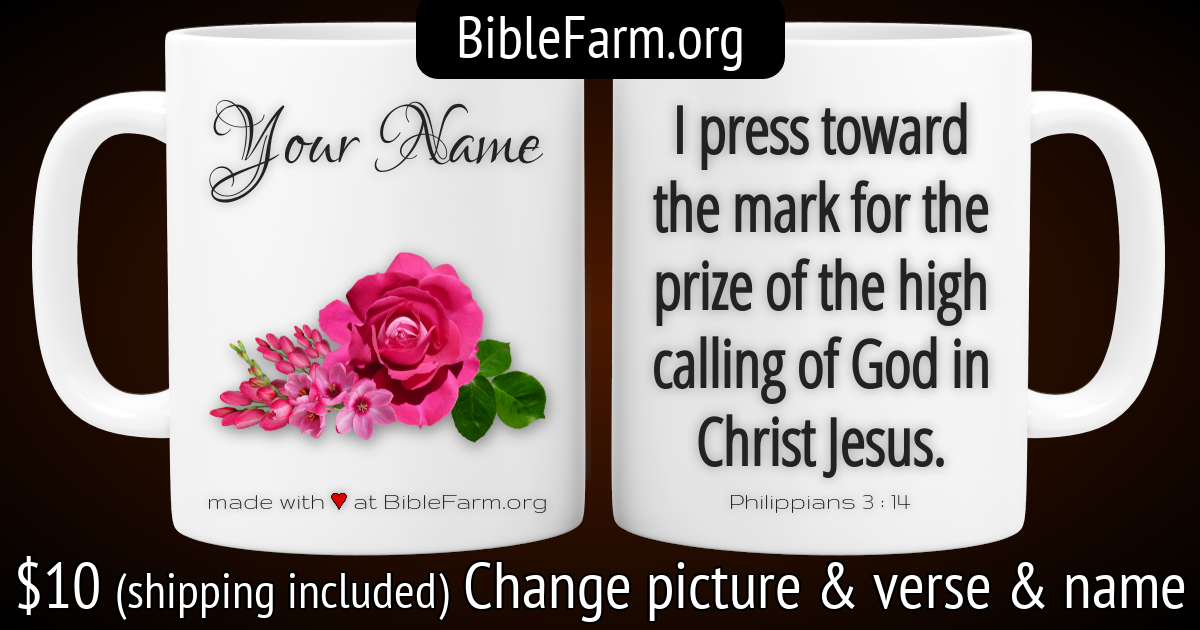 BibleFarm.org
Your Name
made with ♥ at BibleFarm.org
I press toward
the mark for the
prize of the high
calling of God in
Christ Jesus.
Philippians 3 : 14
$10 (shipping included) Change picture & verse & name